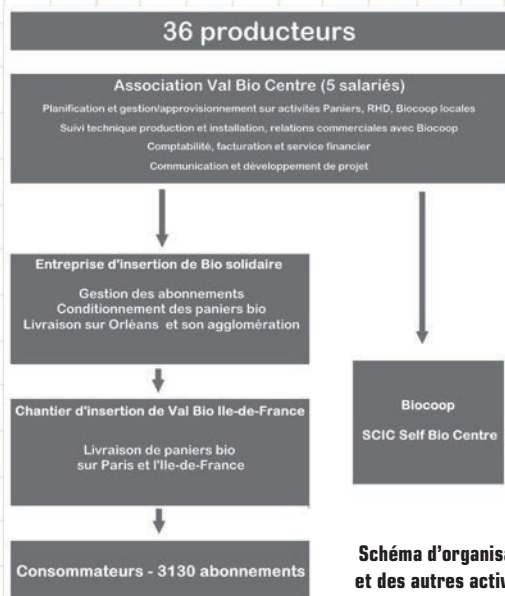 36 producteurs
Association Val Bio Centre (5 salariés)
Planification et gestion/approvisionnement sur activités Paniers, RHD, Biocoop locales
Suivi technique production et installation, relations commerciales avec Biocoop
Comptabilité, facturation et service financier
Communication et développement de projet
Entreprise d'insertion de Bio solidaire
Gestion des abonnements
Conditionnement des paniers bio
Livraison sur Orléans et son agglomération
Chantier d'insertion de Val Bio Ile-de-France
Livraison de paniers bio
sur Paris et l'Ile-de-France
Consommateurs - 3130 abonnements
Biocoop
SCIC Self Bio Centre
Schéma d'organisa
et des autres activ